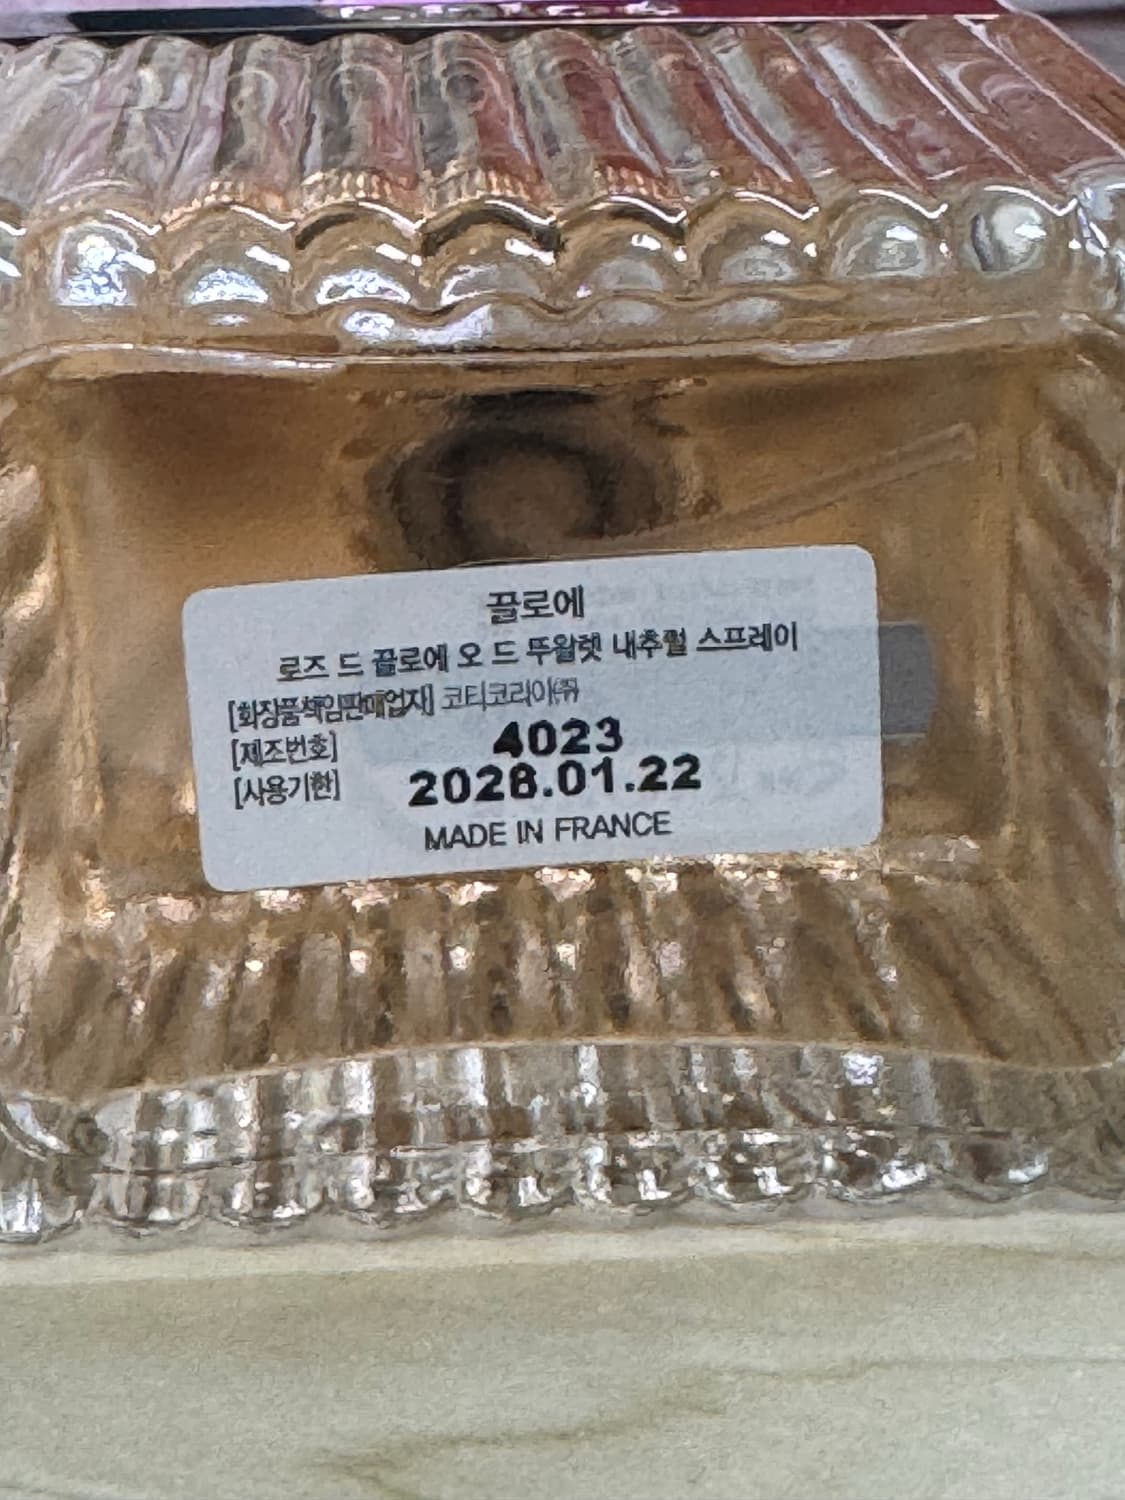 끌로에
로즈 드 끌로에 오 드 뚜왈렛 내추럴 스프레이
[화장품책임판매업자] 코티코리아㈜
[제조번호] 4023
[사용기한] 2028.01.22
MADE IN FRANCE